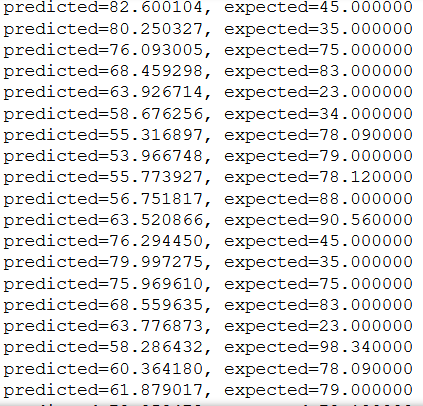 predicted=82.600104, expected=45.000000
predicted=80.250327, expected=35.000000
predicted=76.093005, expected=75.000000
predicted=68.459298, expected=83.000000
predicted=63.926714, expected=23.000000
predicted=58.676256, expected=34.000000
predicted=55.316897, expected=78.090000
predicted=53.966748, expected=79.000000
predicted=55.773927, expected=78.120000
predicted=56.751817, expected=88.000000
predicted=63.520866, expected=90.560000
predicted=76.294450, expected=45.000000
predicted=79.997275, expected=35.000000
predicted=75.969610, expected=75.000000
predicted=68.559635, expected=83.000000
predicted=63.776873, expected=23.000000
predicted=58.286432, expected=98.340000
predicted=60.364180, expected=78.090000
predicted=61.879017, expected=79.000000